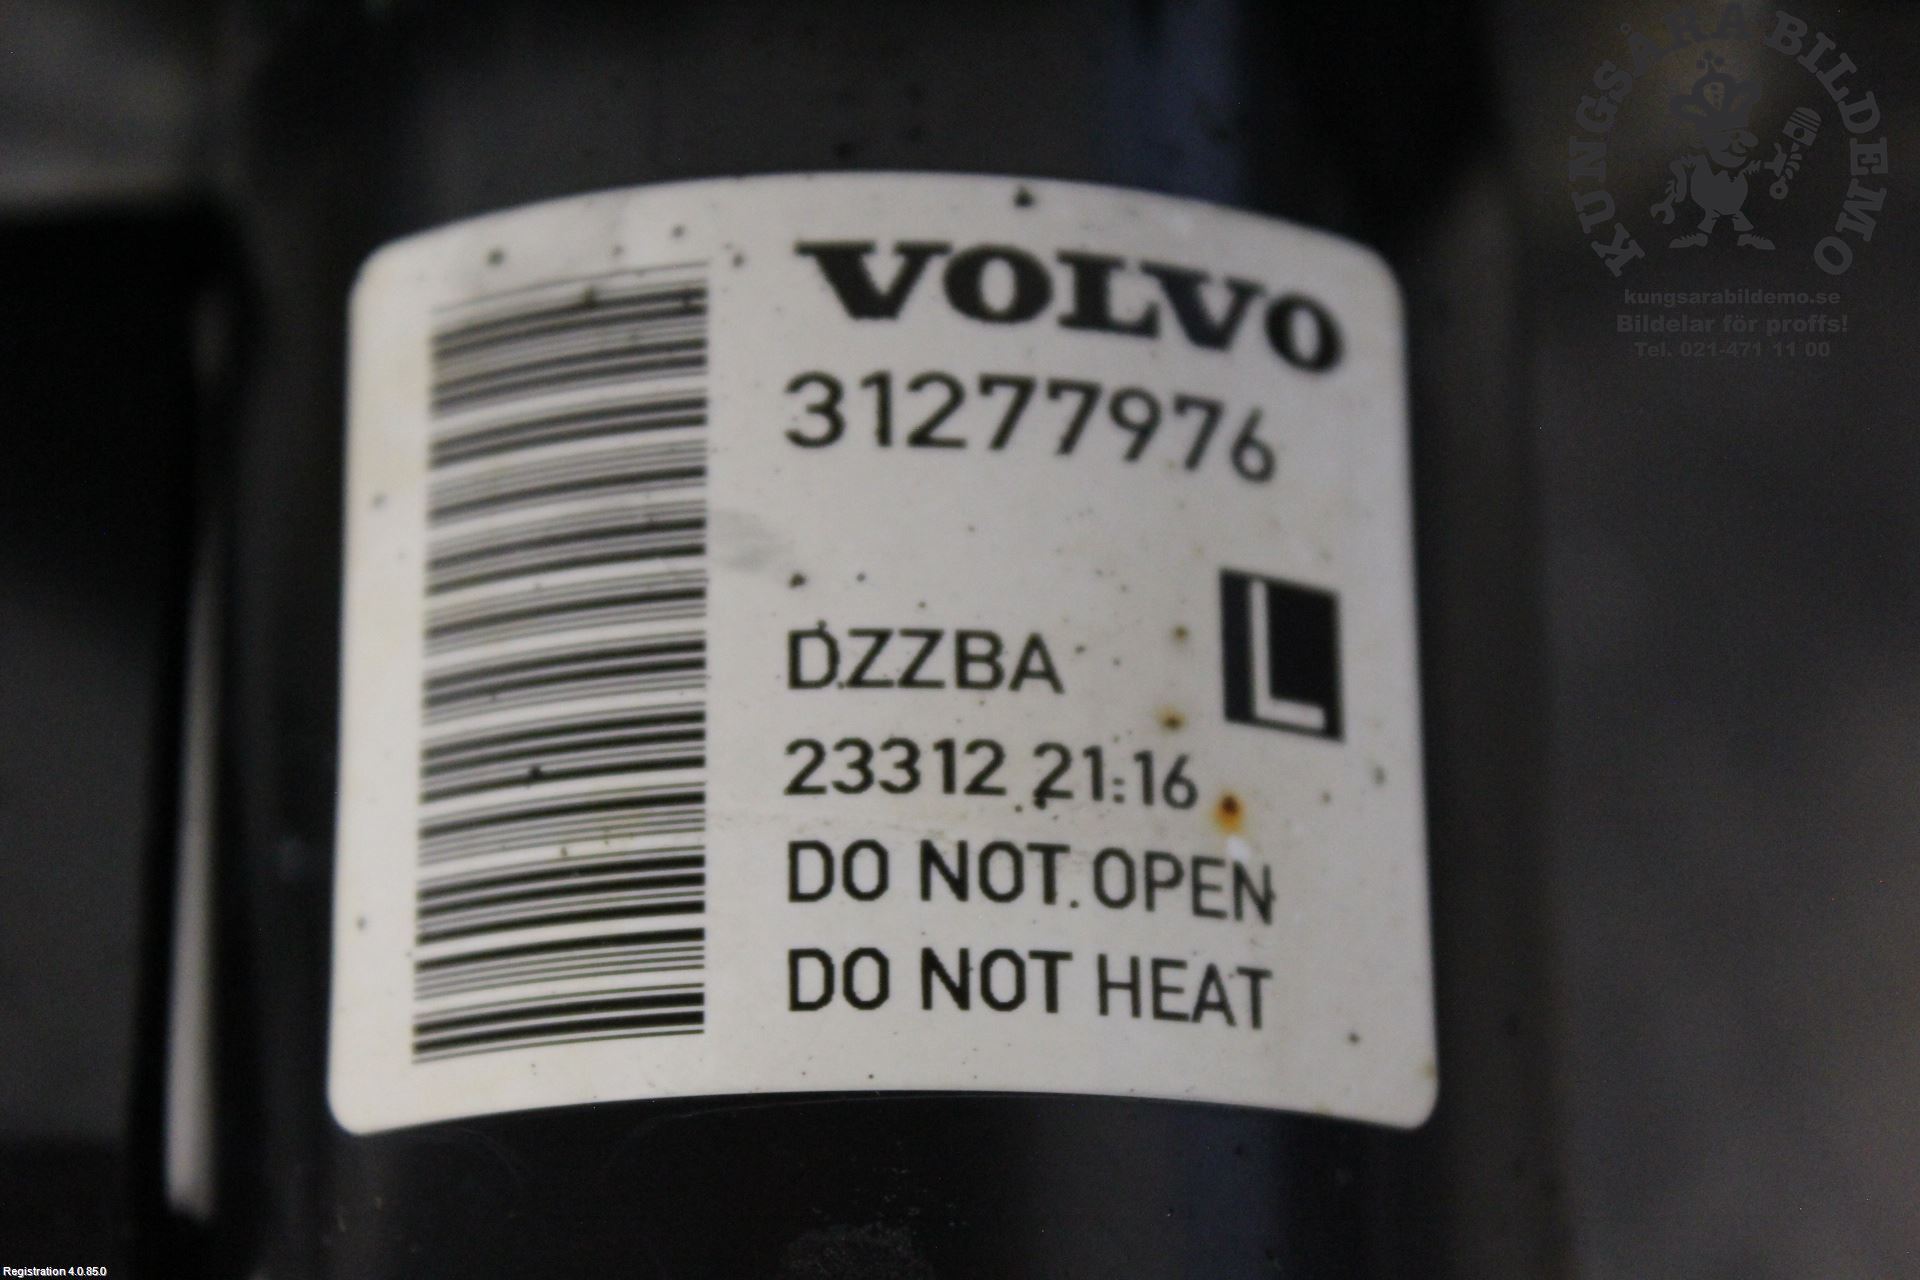 KUNGSÅRA BILDEMO
kungsarabildemo.se
Bildelar för proffs!
Tel. 021-471 11 00
VOLVO
31277976
L
DZZBA
23312 21:16
DO NOT OPEN
DO NOT HEAT
Registration 4.0.85.0